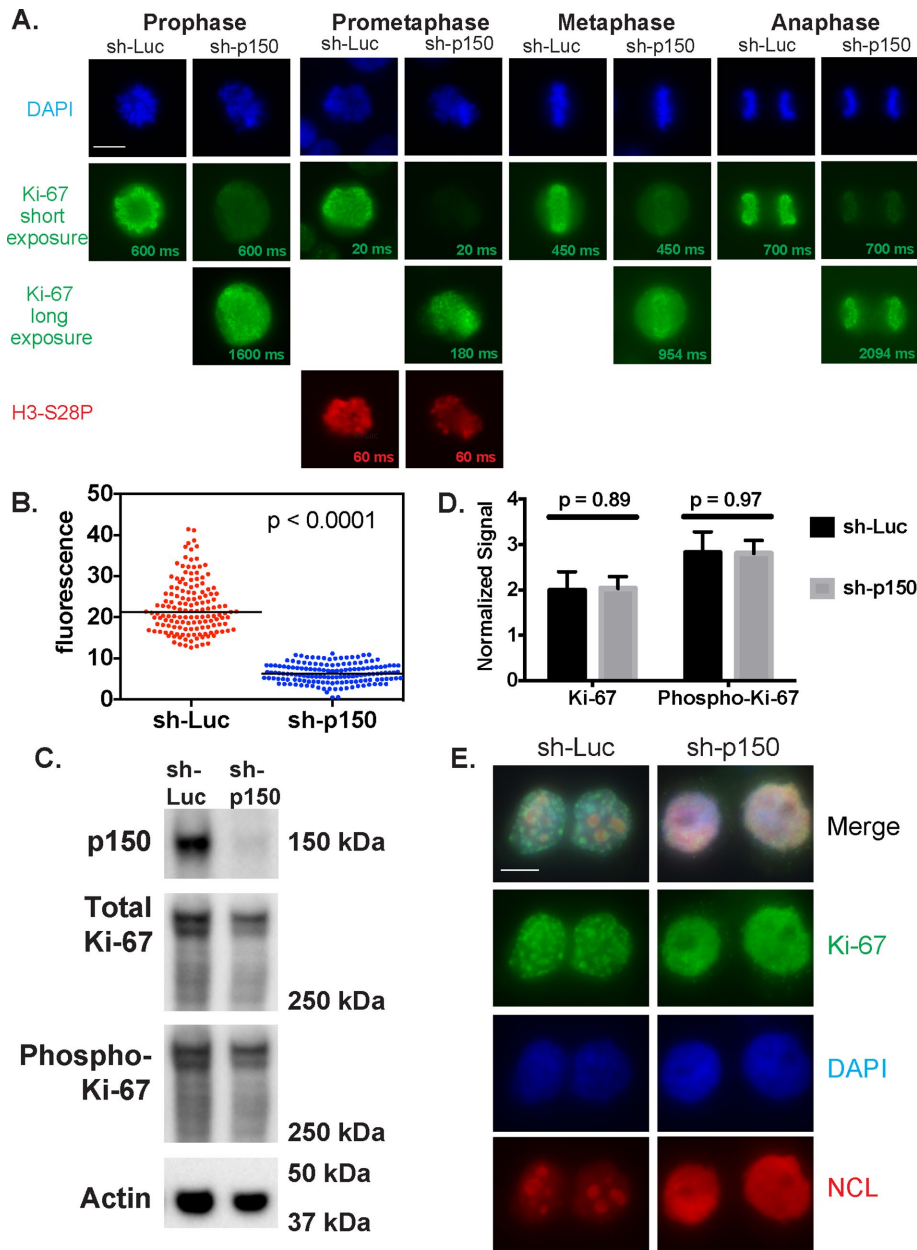 A.
Prophase Prometaphase Metaphase Anaphase
sh-Luc sh-p150 sh-Luc sh-p150 sh-Luc sh-p150 sh-Luc sh-p150
DAPI
Ki-67
short
exposure
600 ms 600 ms 20 ms 20 ms 450 ms 450 ms 700 ms 700 ms
Ki-67
long
exposure
1600 ms 180 ms 954 ms 2094 ms
H3-S28P
60 ms 60 ms
B.
fluorescence
50
40
30
20
10
0
p < 0.0001
sh-Luc sh-p150
D.
Normalized Signal
4
3
2
1
0
p = 0.89 p = 0.97
Ki-67 Phospho-Ki-67
sh-Luc
sh-p150
C.
sh- sh-
Luc p150
p150 150 kDa
Total
Ki-67
250 kDa
Phospho-
Ki-67
250 kDa
50 kDa
Actin
37 kDa
E.
sh-Luc sh-p150
Merge
Ki-67
DAPI
NCL